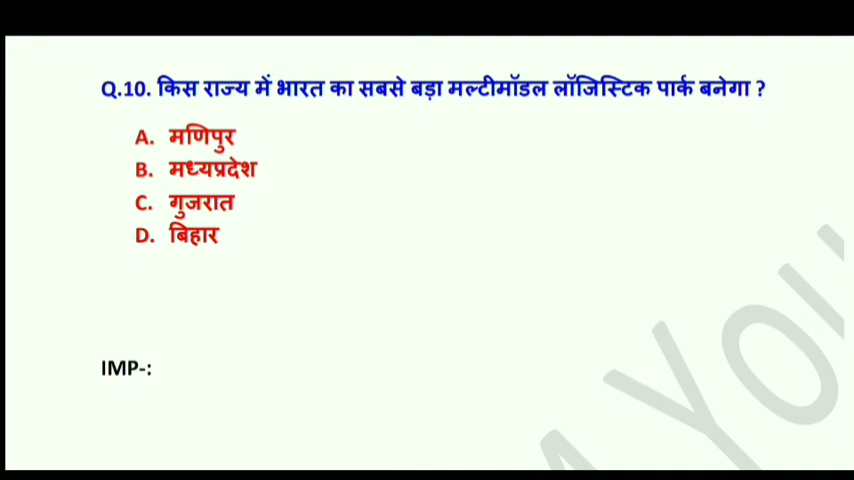 Q.10. किस राज्य में भारत का सबसे बड़ा मल्टीमॉडल लॉजिस्टिक पार्क बनेगा ?
A. मणिपुर
B. मध्यप्रदेश
C. गुजरात
D. बिहार
IMP-: